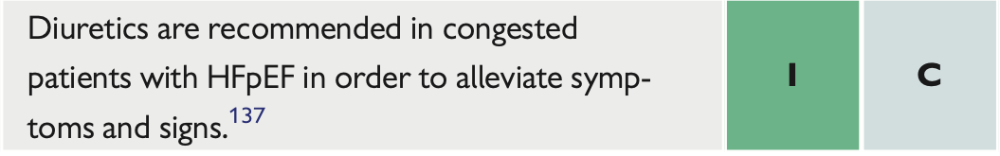 Diuretics are recommended in congested
patients with HFpEF in order to alleviate symp-
toms and signs.137
I
C